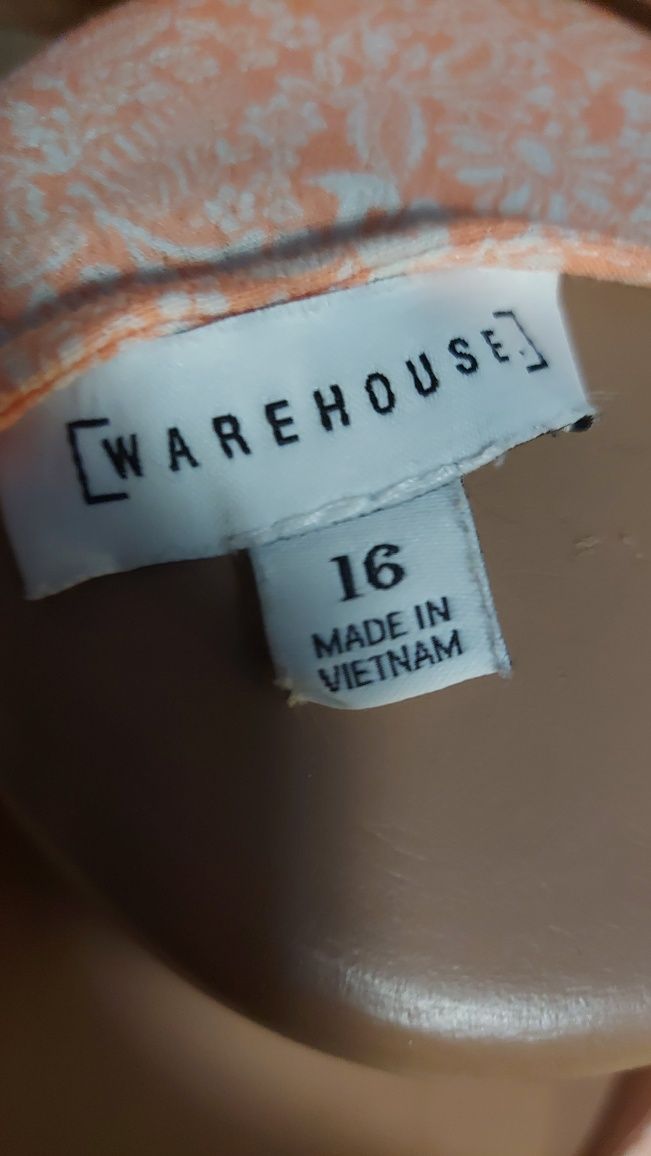 [WAREHOUSE]
16
MADE IN
VIETNAM